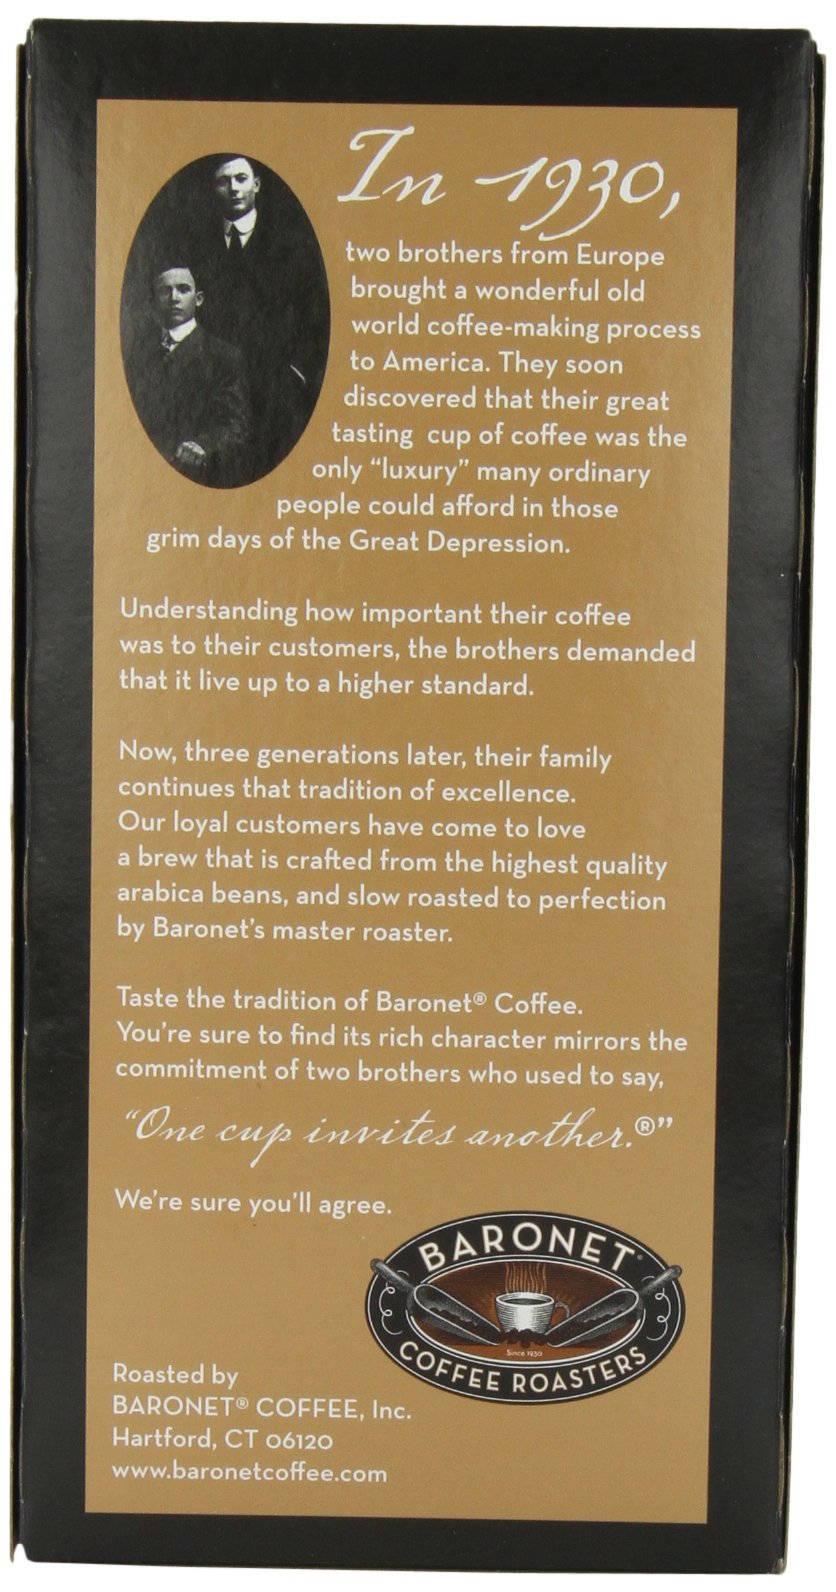 In 1930,
two brothers from Europe
brought a wonderful old
world coffee-making process
to America. They soon
discovered that their great
tasting cup of coffee was the
only “luxury” many ordinary
people could afford in those
grim days of the Great Depression.
Understanding how important their coffee
was to their customers, the brothers demanded
that it live up to a higher standard.
Now, three generations later, their family
continues that tradition of excellence.
Our loyal customers have come to love
a brew that is crafted from the highest quality
arabica beans, and slow roasted to perfection
by Baronet’s master roaster.
Taste the tradition of Baronet® Coffee.
You’re sure to find its rich character mirrors the
commitment of two brothers who used to say,
“One cup invites another.®”
We’re sure you’ll agree.
BARONET®
Since 1930
COFFEE ROASTERS
Roasted by
BARONET® COFFEE, Inc.
Hartford, CT 06120
www.baronetcoffee.com